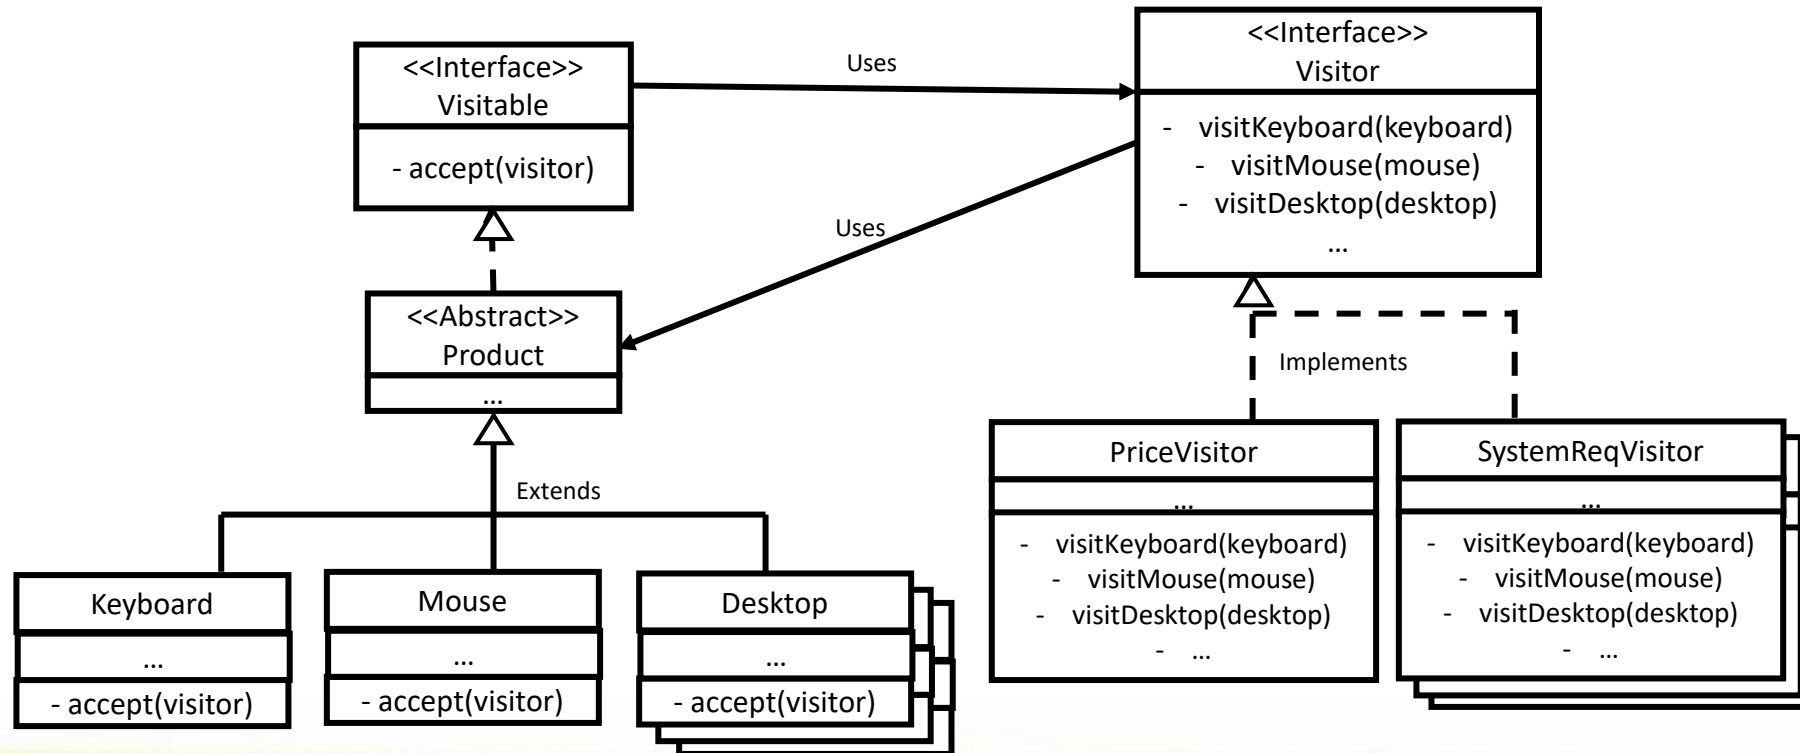 <<Interface>>
Visitable
- accept(visitor)
Uses
<<Interface>>
Visitor
- visitKeyboard(keyboard)
- visitMouse(mouse)
- visitDesktop(desktop)
...
Uses
<<Abstract>>
Product
...
Extends
Keyboard
...
- accept(visitor)
Mouse
...
- accept(visitor)
Desktop
...
- accept(visitor)
Implements
PriceVisitor
...
- visitKeyboard(keyboard)
- visitMouse(mouse)
- visitDesktop(desktop)
- ...
SystemReqVisitor
...
- visitKeyboard(keyboard)
- visitMouse(mouse)
- visitDesktop(desktop)
- ...